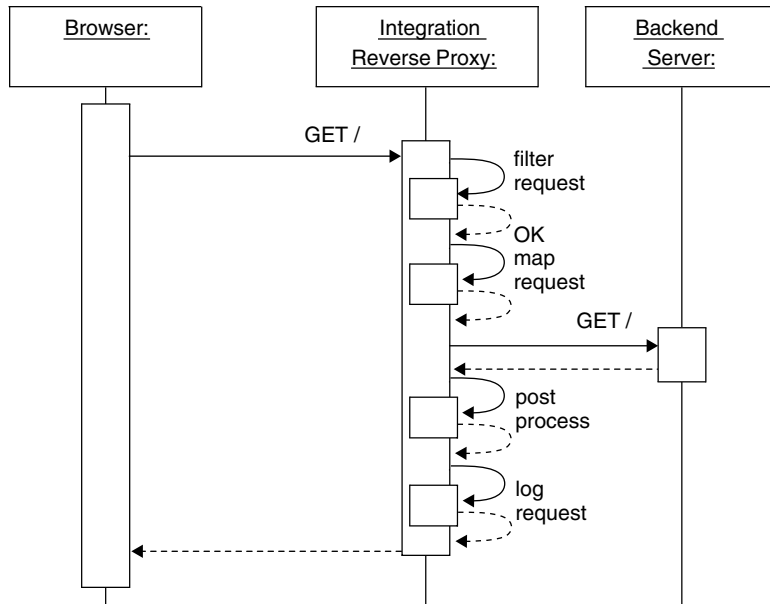 Browser:
Integration
Reverse Proxy:
Backend
Server:
GET /
filter
request
OK
map
request
GET /
post
process
log
request